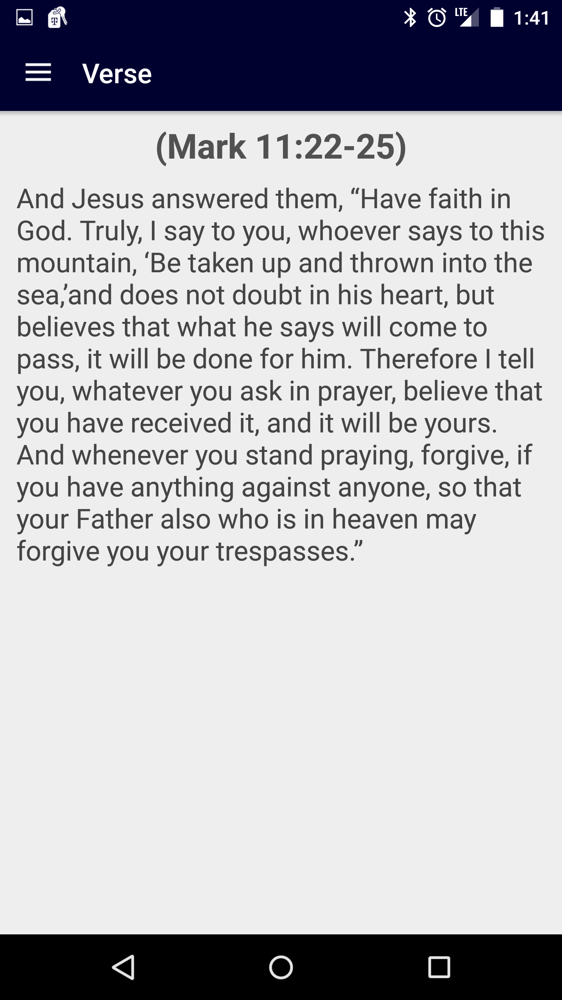 LTE 1:41
Verse
(Mark 11:22-25)
And Jesus answered them, “Have faith in
God. Truly, I say to you, whoever says to this
mountain, ‘Be taken up and thrown into the
sea,’and does not doubt in his heart, but
believes that what he says will come to
pass, it will be done for him. Therefore I tell
you, whatever you ask in prayer, believe that
you have received it, and it will be yours.
And whenever you stand praying, forgive, if
you have anything against anyone, so that
your Father also who is in heaven may
forgive you your trespasses.”